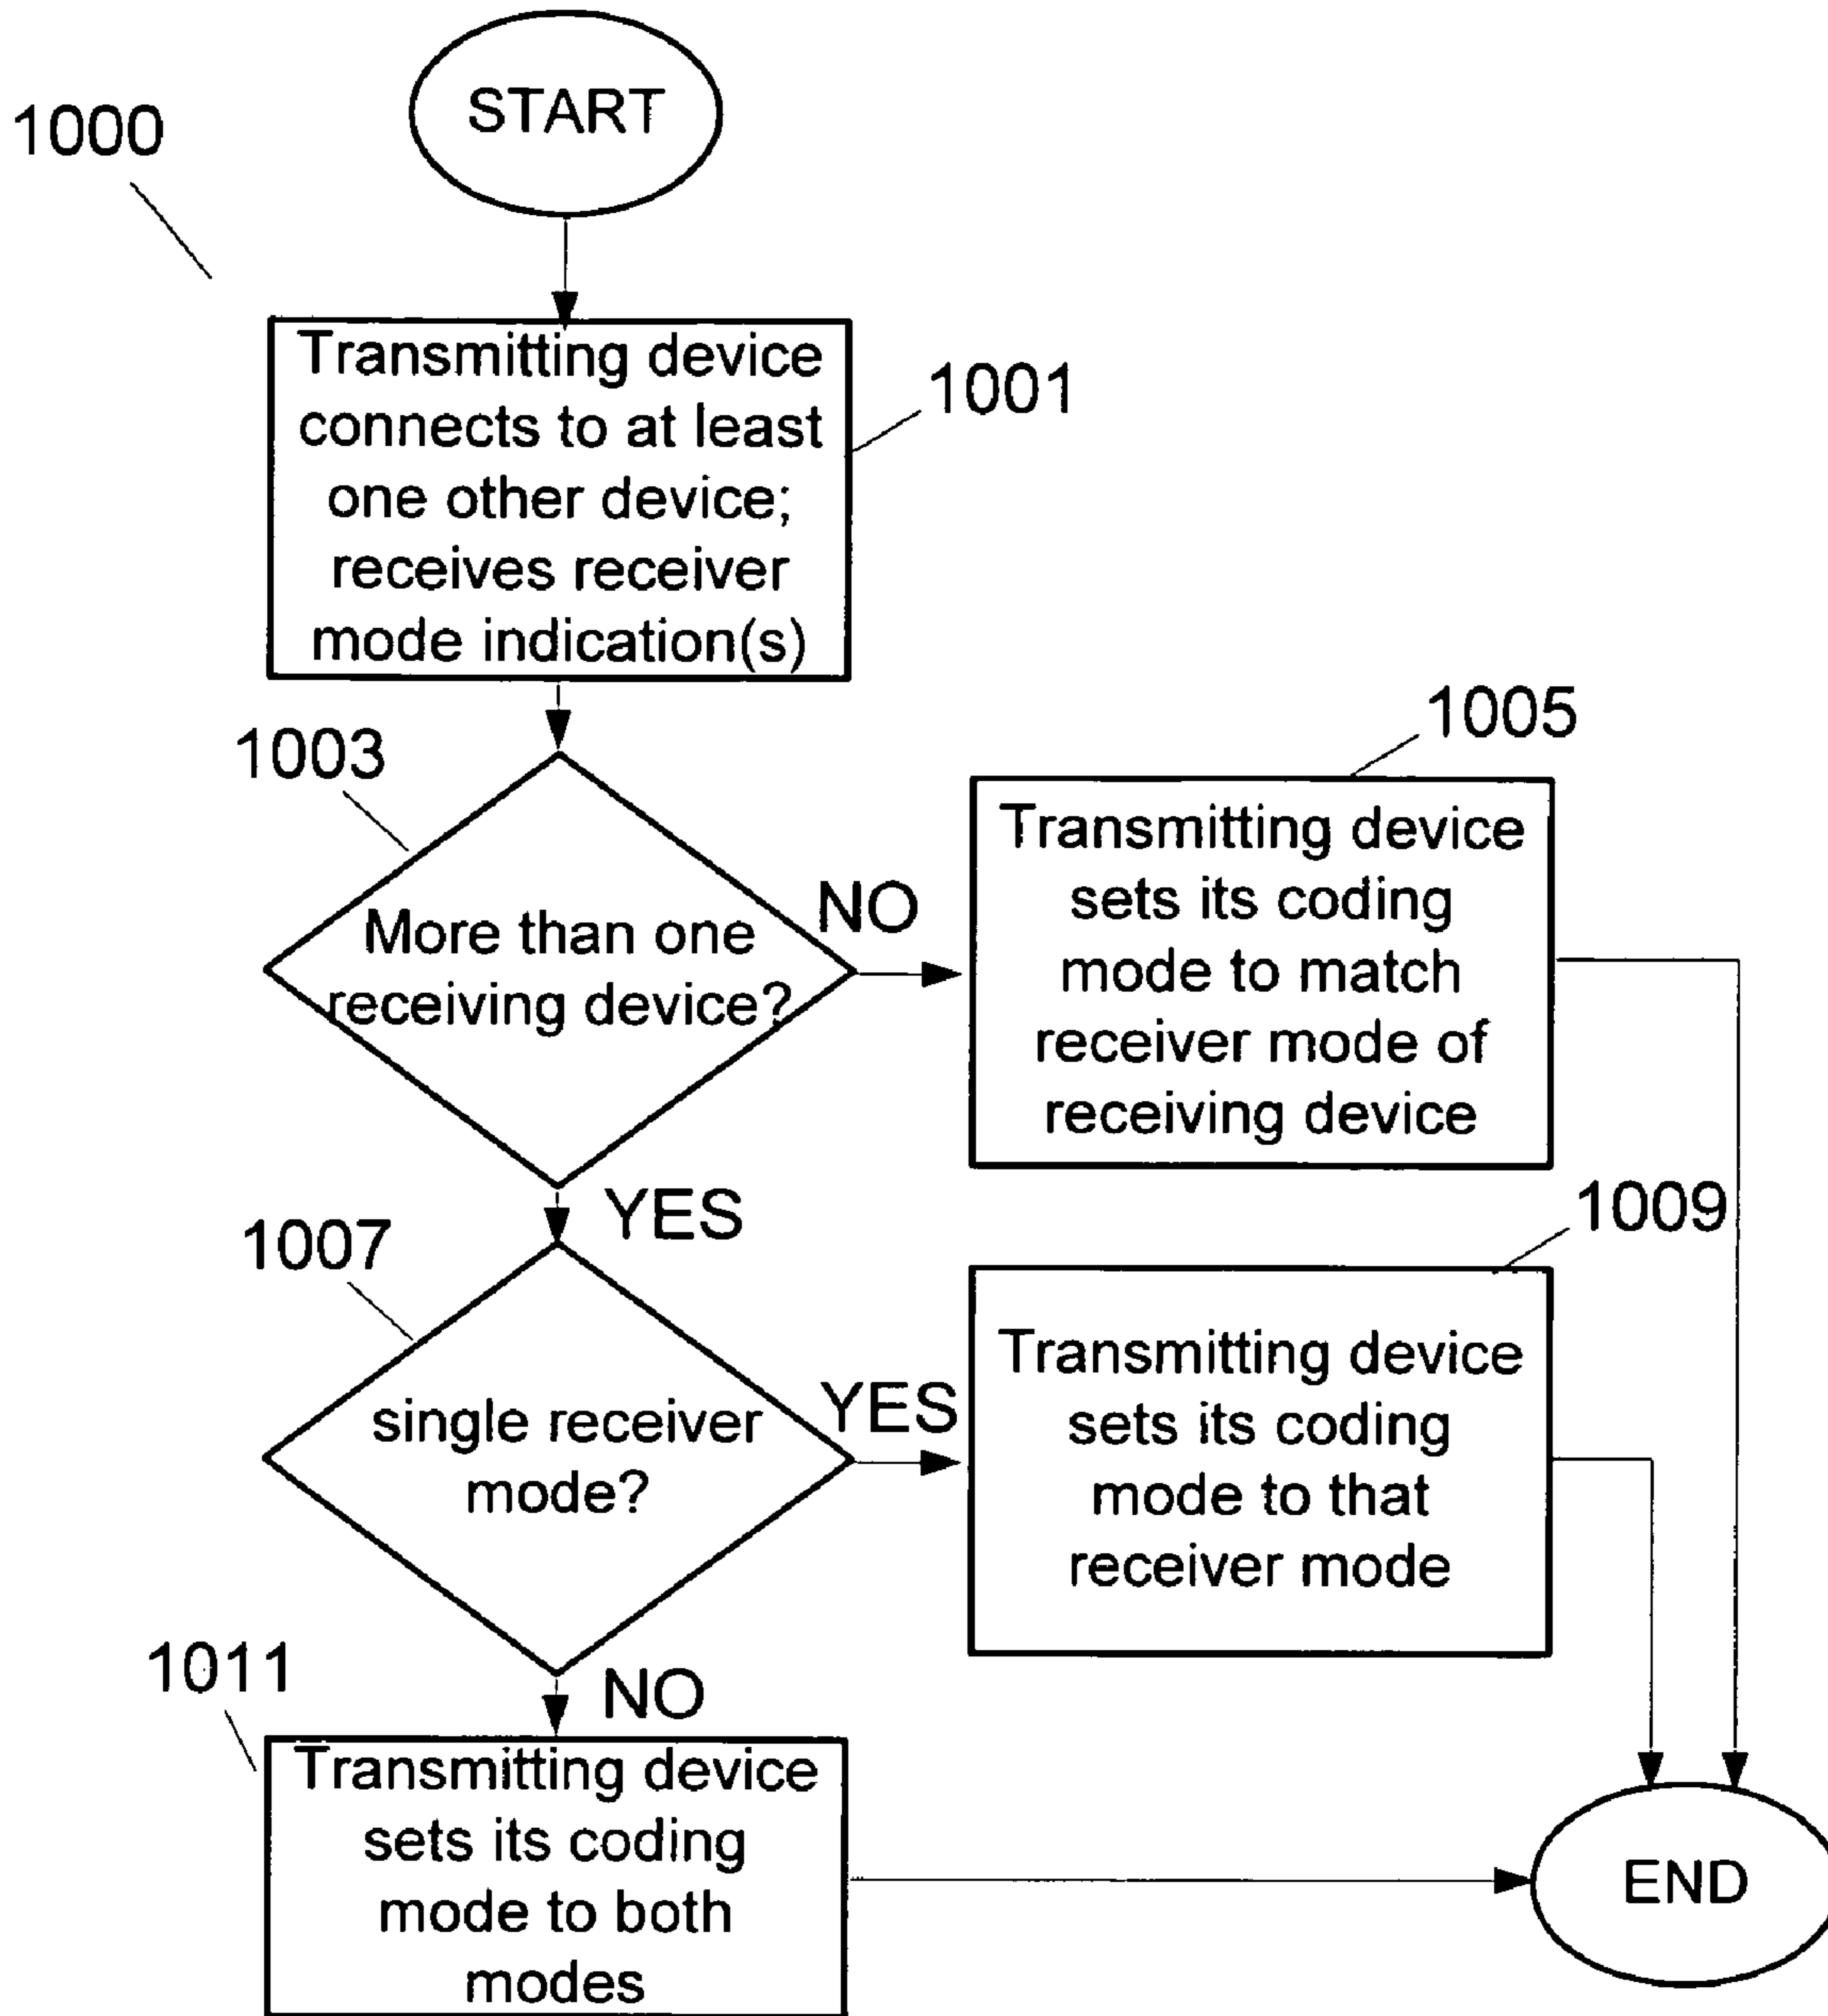 START
1000
Transmitting device
connects to at least
one other device;
receives receiver
mode indication(s)
1001
1003
More than one
receiving device?
NO
1005
Transmitting device
sets its coding
mode to match
receiver mode of
receiving device
YES
1007
single receiver
mode?
YES
1009
Transmitting device
sets its coding
mode to that
receiver mode
NO
1011
Transmitting device
sets its coding
mode to both
modes
END